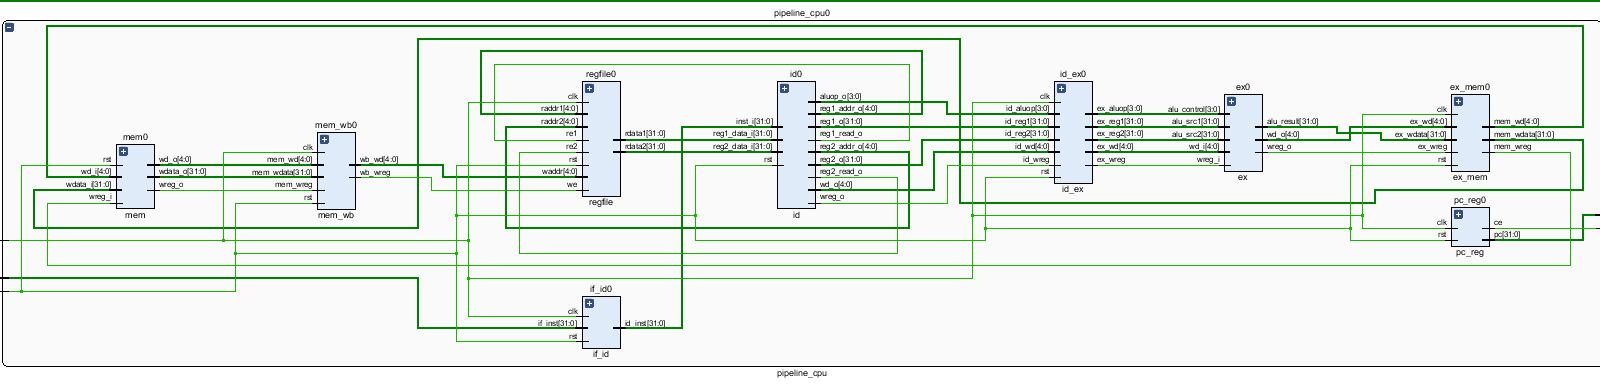 pipeline_cpu0
mem0
rst
wd_i[4:0]
wdata_i[31:0]
wreg_i
wd_o[4:0]
wdata_o[31:0]
wreg_o
mem
mem_wb0
clk
mem_wd[4:0]
mem_wdata[31:0]
mem_wreg
rst
wb_wd[4:0]
wb_wreg
mem_wb
regfile0
clk
raddr1[4:0]
raddr2[4:0]
re1
re2
rst
waddr[4:0]
we
rdata1[31:0]
rdata2[31:0]
regfile
if_id0
clk
if_inst[31:0]
rst
id_inst[31:0]
if_id
id0
inst_i[31:0]
reg1_data_i[31:0]
reg2_data_i[31:0]
rst
aluop_o[3:0]
reg1_addr_o[4:0]
reg1_o[31:0]
reg1_read_o
reg2_addr_o[4:0]
reg2_o[31:0]
reg2_read_o
wd_o[4:0]
wreg_o
id
id_ex0
clk
id_aluop[3:0]
id_reg1[31:0]
id_reg2[31:0]
id_wd[4:0]
id_wreg
rst
ex_aluop[3:0]
ex_reg1[31:0]
ex_reg2[31:0]
ex_wd[4:0]
ex_wreg
id_ex
ex0
alu_control[3:0]
alu_src1[31:0]
alu_src2[31:0]
wd_i[4:0]
wreg_i
alu_result[31:0]
wd_o[4:0]
wreg_o
ex
ex_mem0
clk
ex_wd[4:0]
ex_wdata[31:0]
ex_wreg
rst
mem_wd[4:0]
mem_wdata[31:0]
mem_wreg
ex_mem
pc_reg0
clk
rst
ce
pc[31:0]
pc_reg
pipeline_cpu